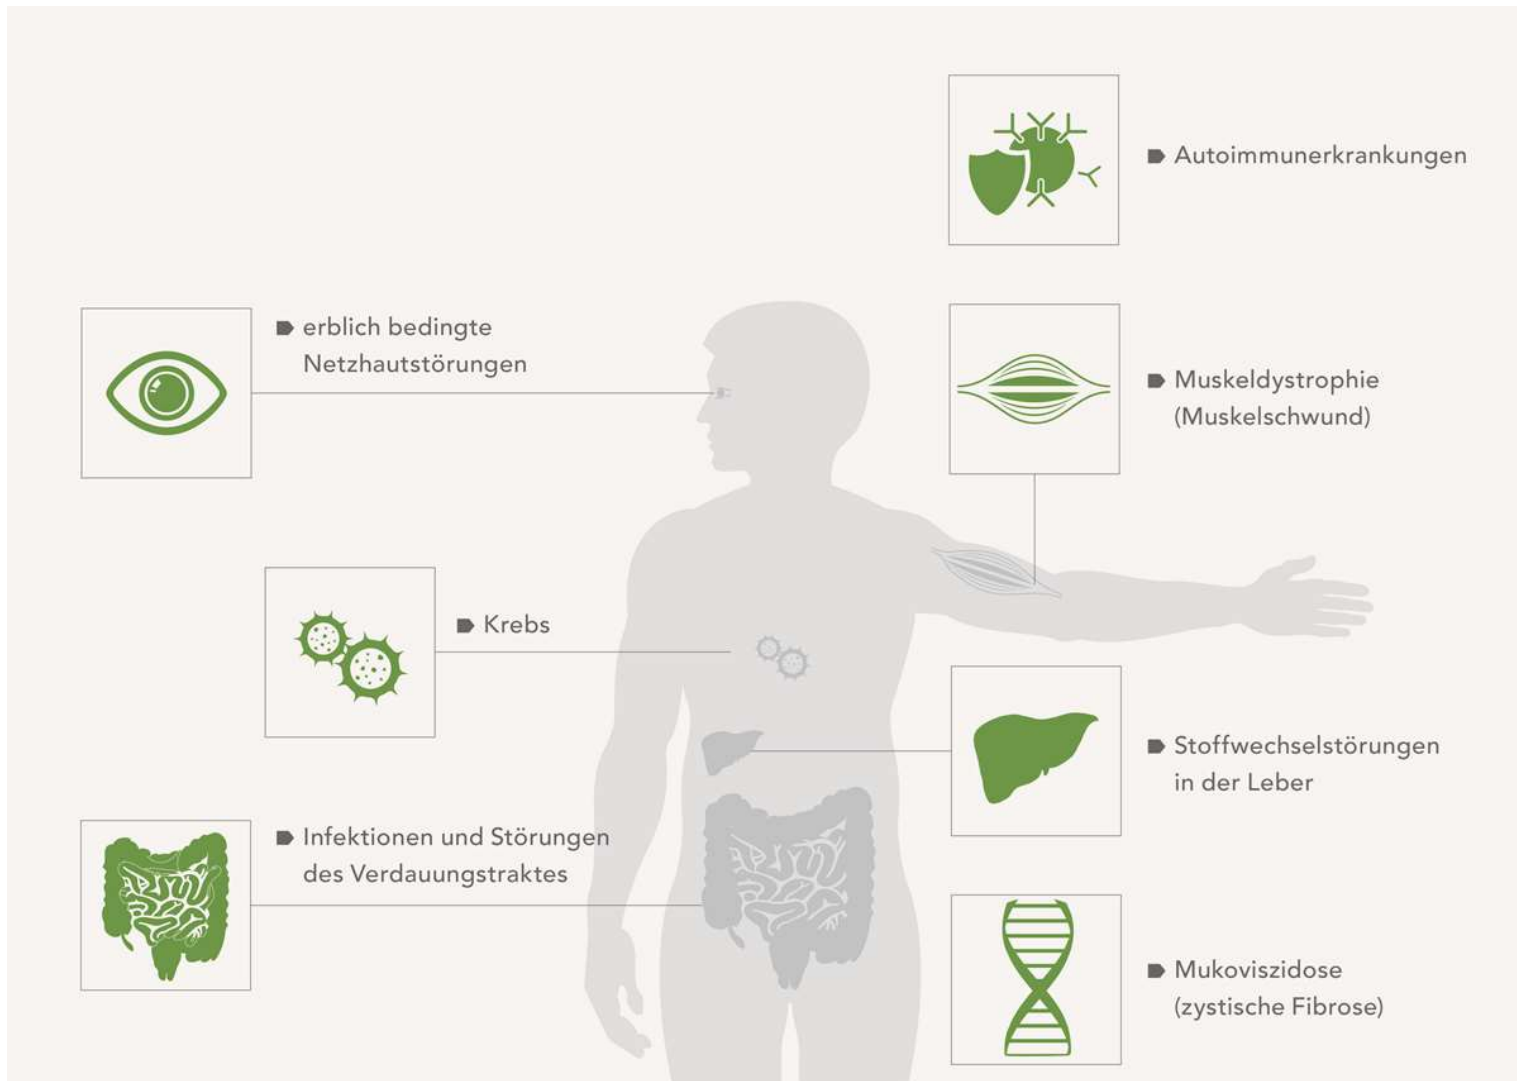 Autoimmunerkrankungen
erblich bedingte
Netzhautstörungen
Muskeldystrophie
(Muskelschwund)
Krebs
Stoffwechselstörungen
in der Leber
Infektionen und Störungen
des Verdauungstraktes
Mukoviszidose
(zystische Fibrose)